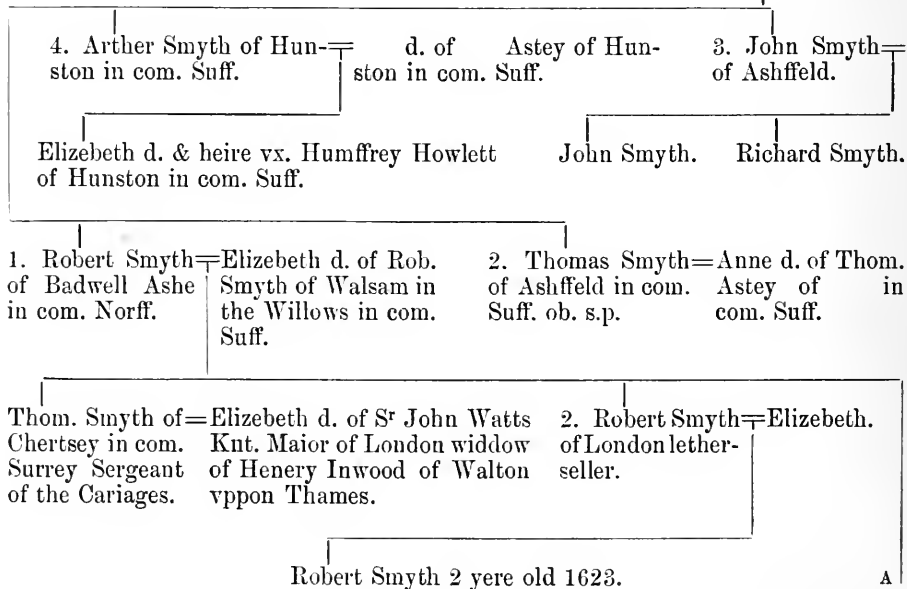 4. Arther Smyth of Hun-
ston in com. Suff.
d. of Astey of Hun-
ston in com. Suff.
3. John Smyth
of Ashffeld.
Elizebeth d. & heire vx. Humffrey Howlett
of Hunston in com. Suff.
John Smyth.
Richard Smyth.
1. Robert Smyth
of Badwell Ashe
in com. Norff.
Elizebeth d. of Rob.
Smyth of Walsam in
the Willows in com.
Suff.
2. Thomas Smyth
of Ashffeld in com.
Suff. ob. s.p.
Anne d. of Thom.
Astey of in
com. Suff.
Thom. Smyth of
Chertsey in com.
Surrey Sergeant
of the Cariages.
Elizebeth d. of Sʳ John Watts
Knt. Maior of London widdow
of Henery Inwood of Walton
vppon Thames.
2. Robert Smyth
of London lether-
seller.
Elizebeth.
Robert Smyth 2 yere old 1623.
A